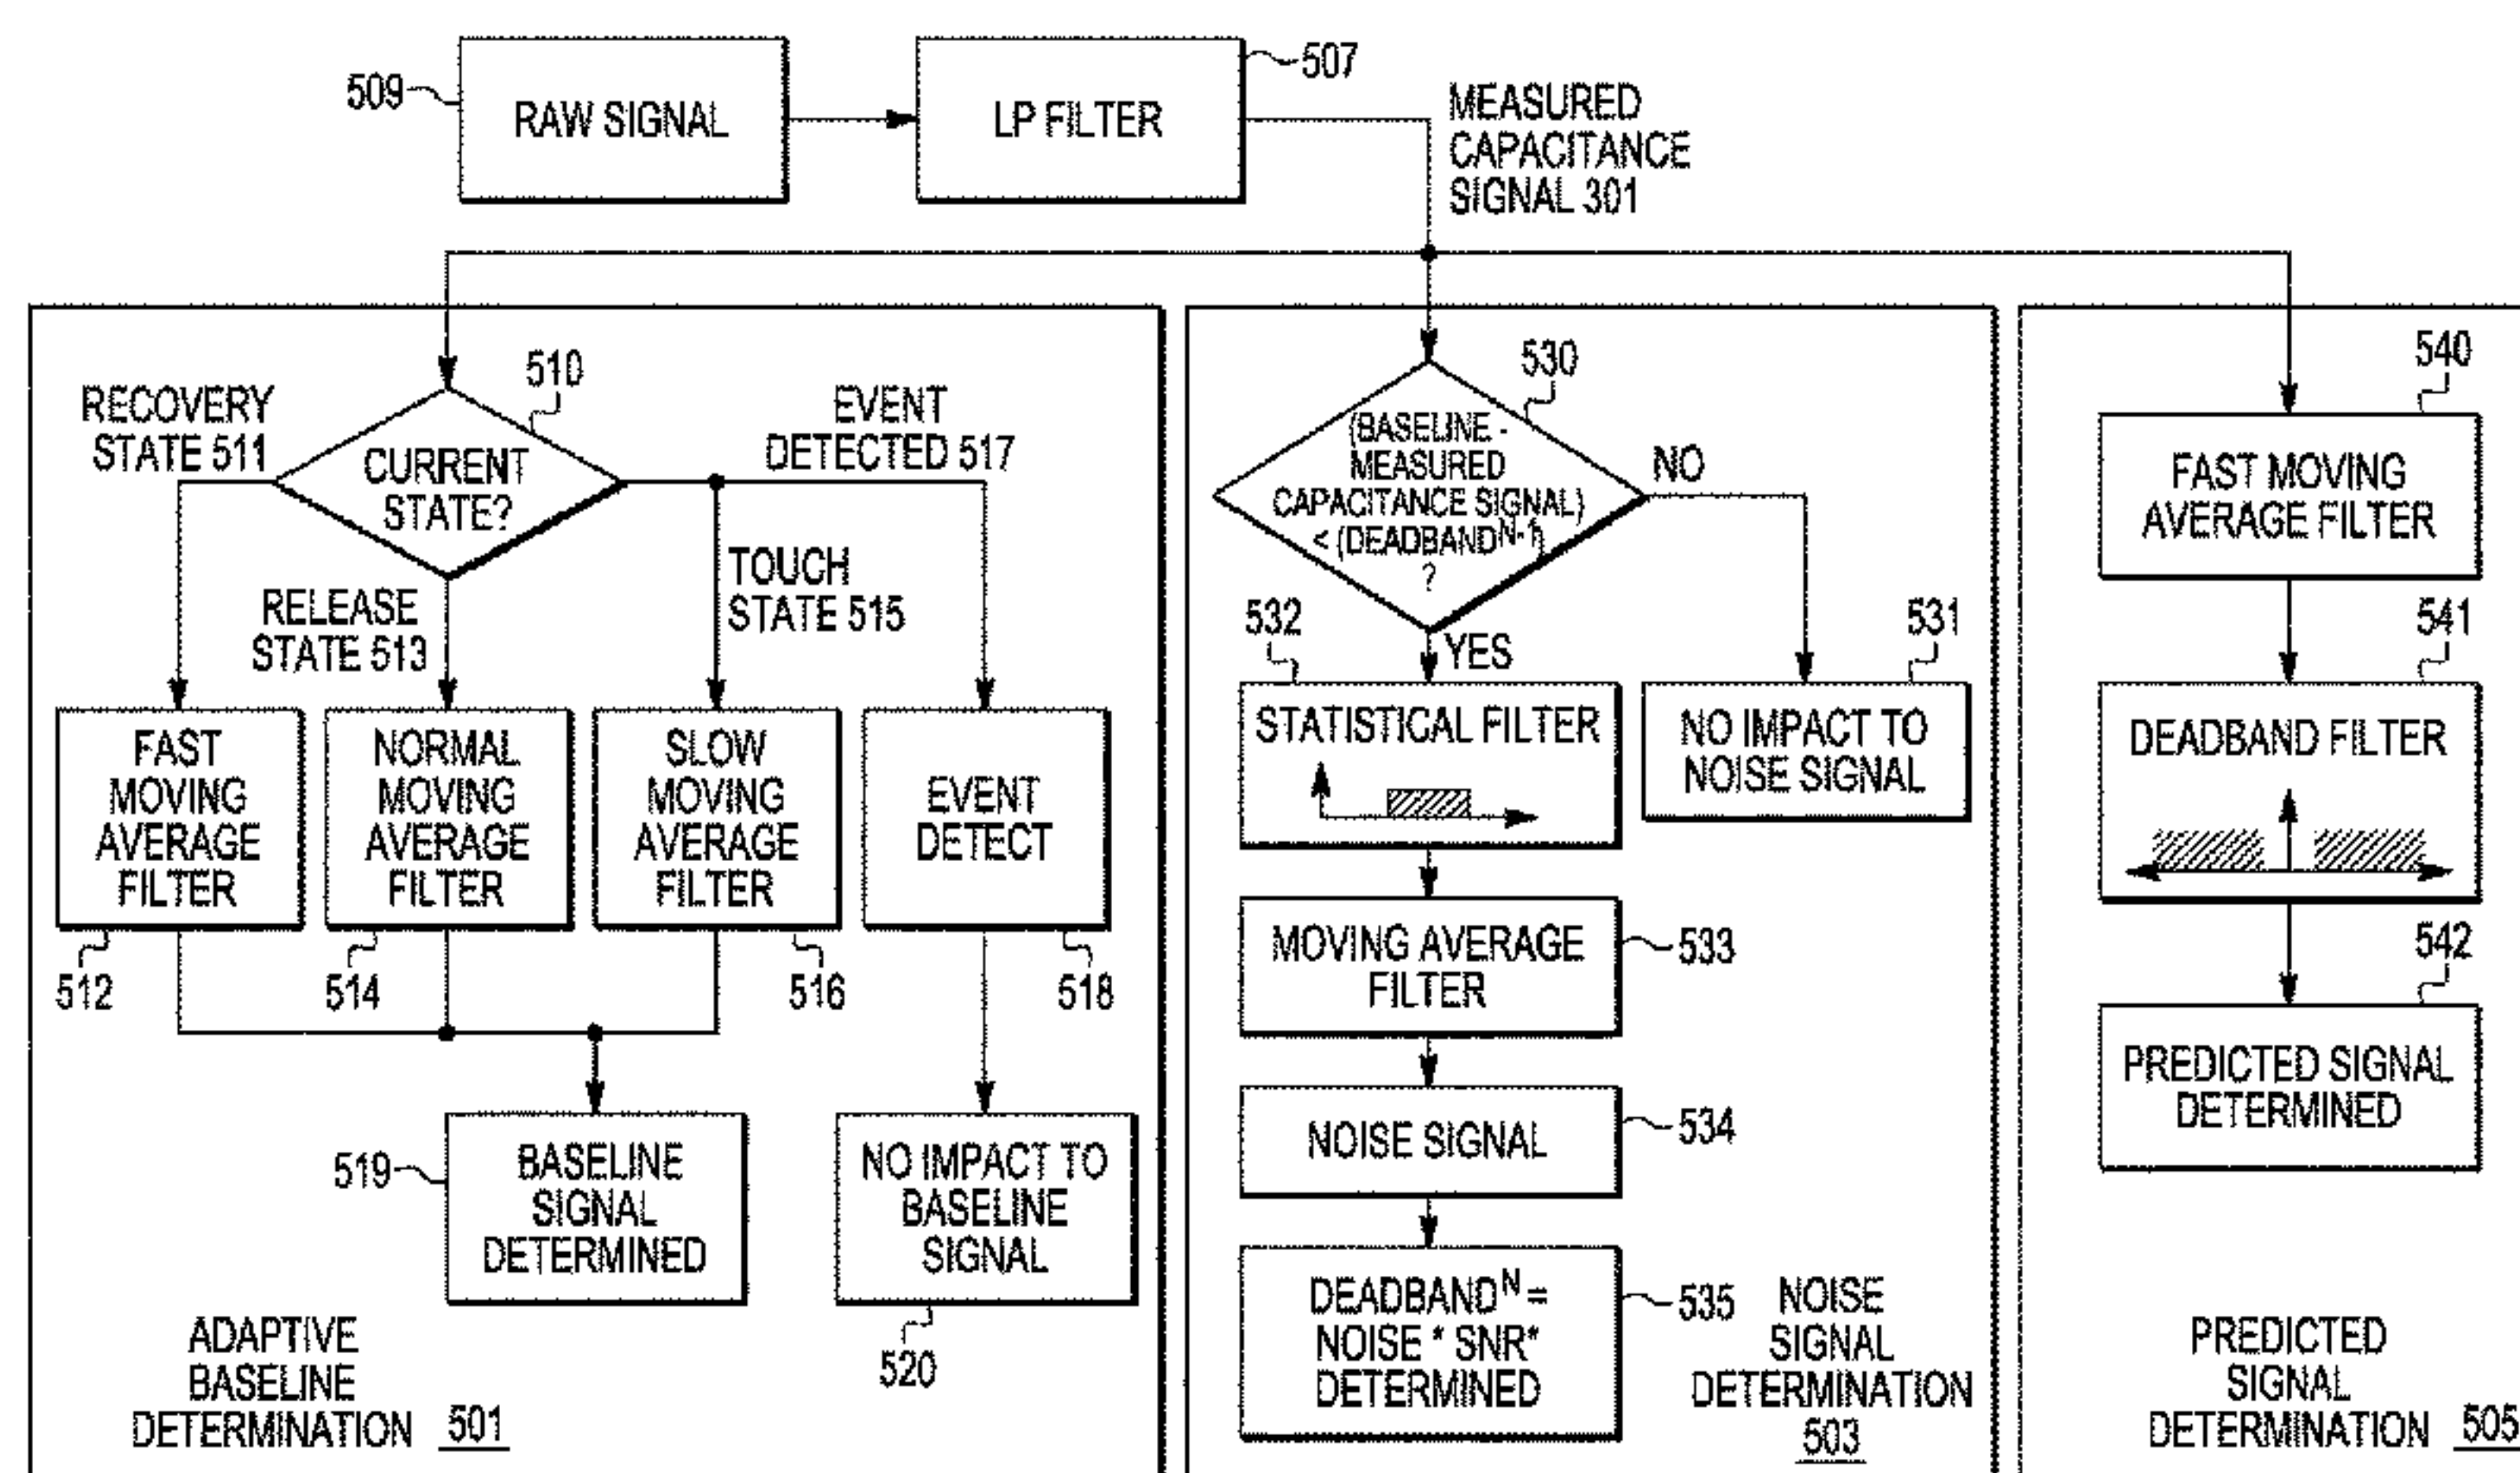 509
RAW SIGNAL
LP FILTER
507
MEASURED
CAPACITANCE
SIGNAL 301
RECOVERY
STATE 511
510
CURRENT
STATE?
EVENT
DETECTED 517
RELEASE
STATE 513
TOUCH
STATE 515
FAST
MOVING
AVERAGE
FILTER
512
NORMAL
MOVING
AVERAGE
FILTER
514
SLOW
MOVING
AVERAGE
FILTER
516
EVENT
DETECT
518
519
BASELINE
SIGNAL
DETERMINED
NO IMPACT TO
BASELINE
SIGNAL
520
ADAPTIVE
BASELINE
DETERMINATION 501
530
(BASELINE -
MEASURED
CAPACITANCE SIGNAL)
< (DEADBAND^N-1)
?
NO
YES
532
STATISTICAL FILTER
531
NO IMPACT TO
NOISE SIGNAL
MOVING AVERAGE
FILTER
533
NOISE SIGNAL
534
DEADBAND^N =
NOISE * SNR*
DETERMINED
535
NOISE
SIGNAL
DETERMINATION
503
540
FAST MOVING
AVERAGE FILTER
541
DEADBAND FILTER
542
PREDICTED SIGNAL
DETERMINED
PREDICTED
SIGNAL
DETERMINATION 505